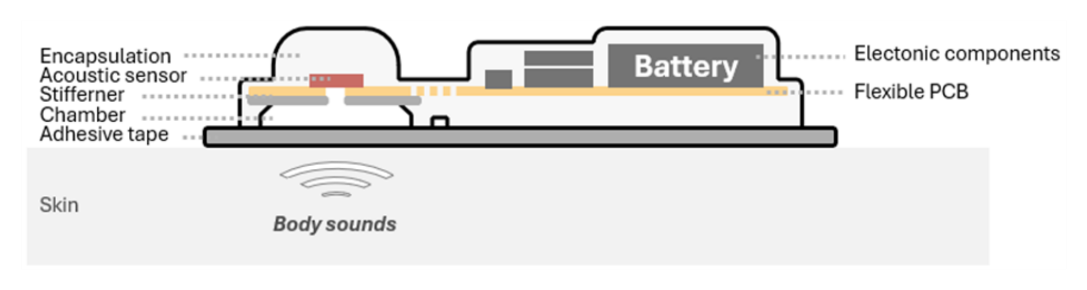 Encapsulation
Acoustic sensor
Stifferner
Chamber
Adhesive tape
Battery
Electonic components
Flexible PCB
Skin
Body sounds